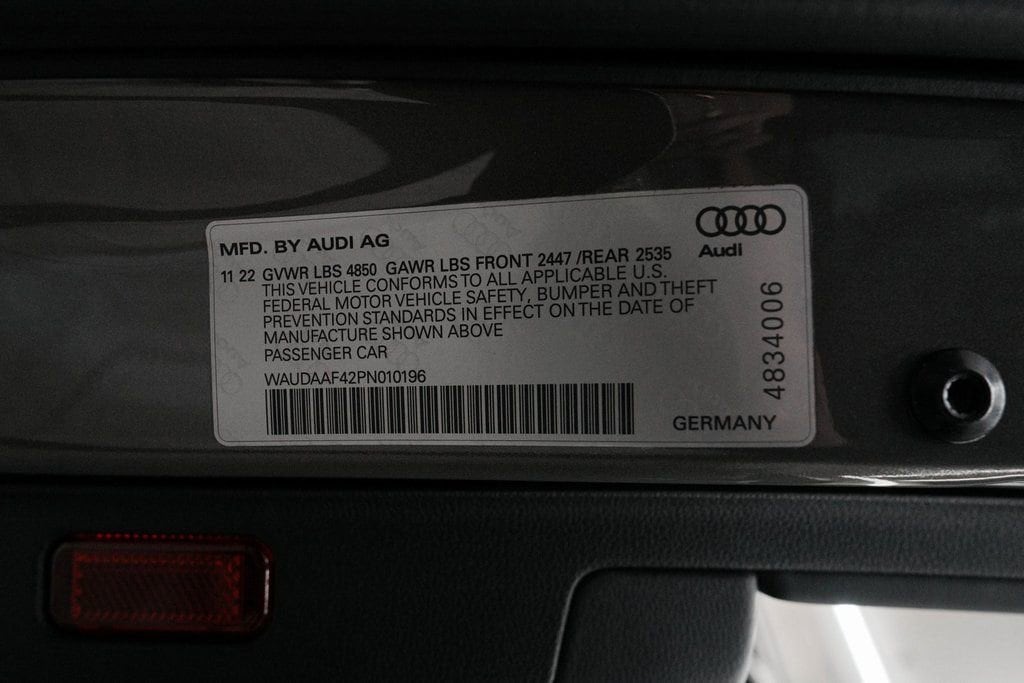 MFD. BY AUDI AG
Audi
11 22 GVWR LBS 4850 GAWR LBS FRONT 2447 /REAR 2535
THIS VEHICLE CONFORMS TO ALL APPLICABLE U.S.
FEDERAL MOTOR VEHICLE SAFETY, BUMPER AND THEFT
PREVENTION STANDARDS IN EFFECT ON THE DATE OF
MANUFACTURE SHOWN ABOVE
PASSENGER CAR
WAUDAAF42PN010196
4834006
GERMANY